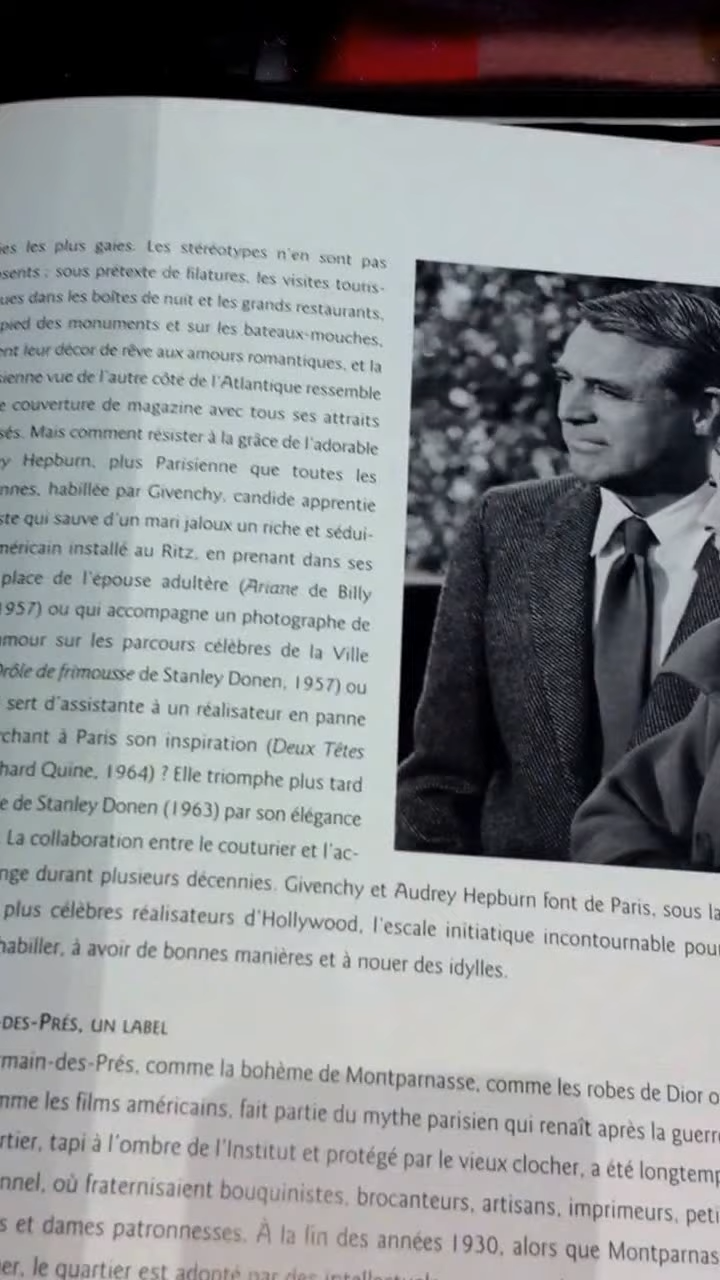 es les plus gaies. Les stéréotypes n'en sont pas
sents : sous prétexte de filatures, les visites touris-
ues dans les boîtes de nuit et les grands restaurants,
pied des monuments et sur les bateaux-mouches,
ent leur décor de rêve aux amours romantiques, et la
ienne vue de l'autre côté de l'Atlantique ressemble
e couverture de magazine avec tous ses attraits
sés. Mais comment résister à la grâce de l'adorable
y Hepburn, plus Parisienne que toutes les
nnes, habillée par Givenchy, candide apprentie
ste qui sauve d'un mari jaloux un riche et sédui-
méricain installé au Ritz, en prenant dans ses
place de l'épouse adultère (Ariane de Billy
1957) ou qui accompagne un photographe de
mour sur les parcours célèbres de la Ville
Drôle de frimousse de Stanley Donen, 1957) ou
sert d'assistante à un réalisateur en panne
rchant à Paris son inspiration (Deux Têtes
hard Quine, 1964) ? Elle triomphe plus tard
e de Stanley Donen (1963) par son élégance
. La collaboration entre le couturier et l'ac-
nge durant plusieurs décennies. Givenchy et Audrey Hepburn font de Paris, sous la
plus célèbres réalisateurs d'Hollywood, l'escale initiatique incontournable pour
habiller, à avoir de bonnes manières et à nouer des idylles.
-DES-PRÉS, UN LABEL
main-des-Prés, comme la bohème de Montparnasse, comme les robes de Dior o
mme les films américains, fait partie du mythe parisien qui renaît après la guerre
rtier, tapi à l'ombre de l'Institut et protégé par le vieux clocher, a été longtemp
nnel, où fraternisaient bouquinistes, brocanteurs, artisans, imprimeurs, peti
s et dames patronnesses. À la fin des années 1930, alors que Montparnas
er, le quartier est adopté par des